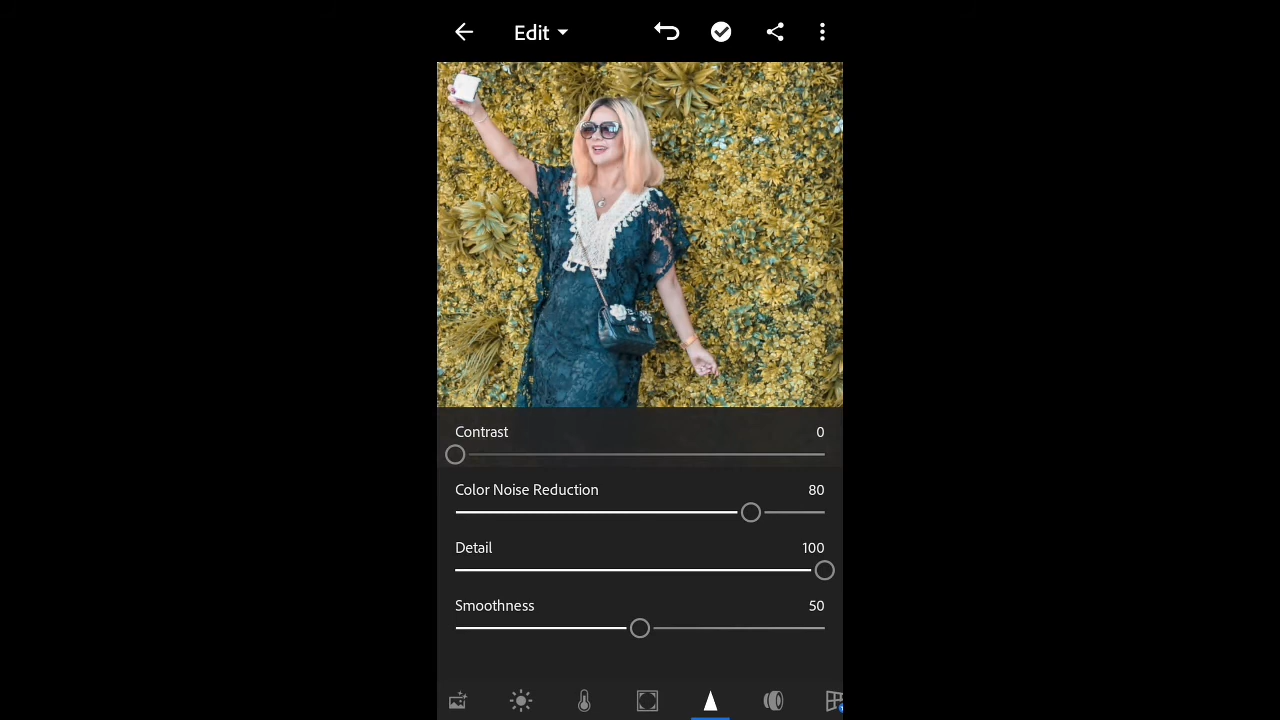 Edit
Contrast 0
Color Noise Reduction 80
Detail 100
Smoothness 50